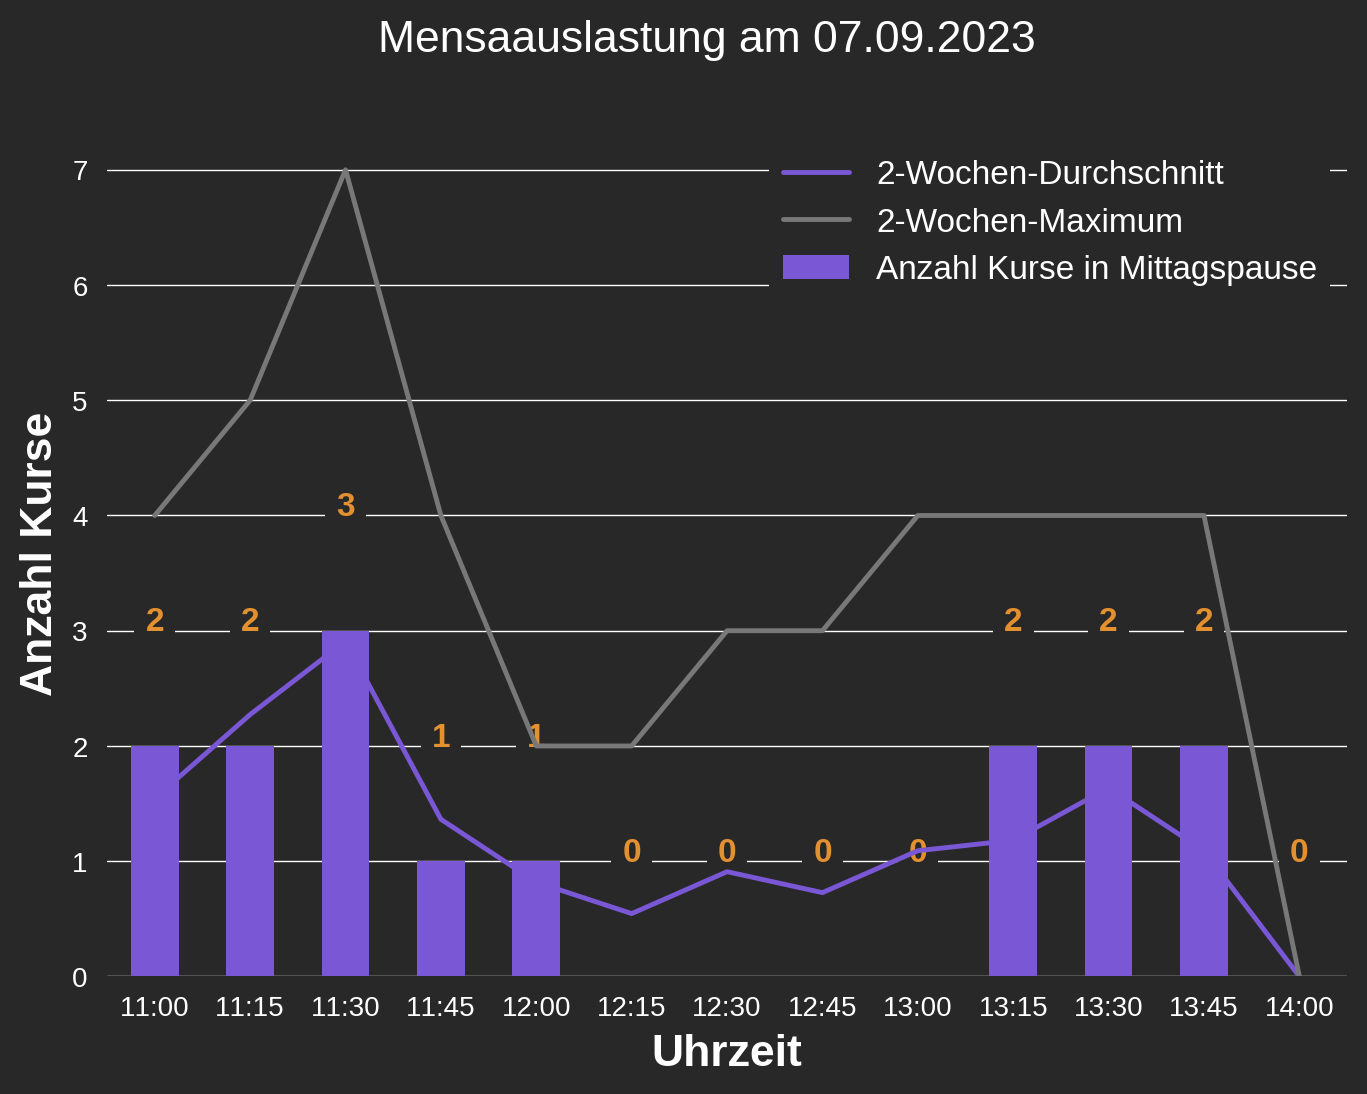 Mensaauslastung am 07.09.2023
2-Wochen-Durchschnitt
2-Wochen-Maximum
Anzahl Kurse in Mittagspause
Anzahl Kurse
7
6
5
4
3
2
1
0
2 2 3 1 1 0 0 0 0 2 2 2 0
11:00 11:15 11:30 11:45 12:00 12:15 12:30 12:45 13:00 13:15 13:30 13:45 14:00
Uhrzeit